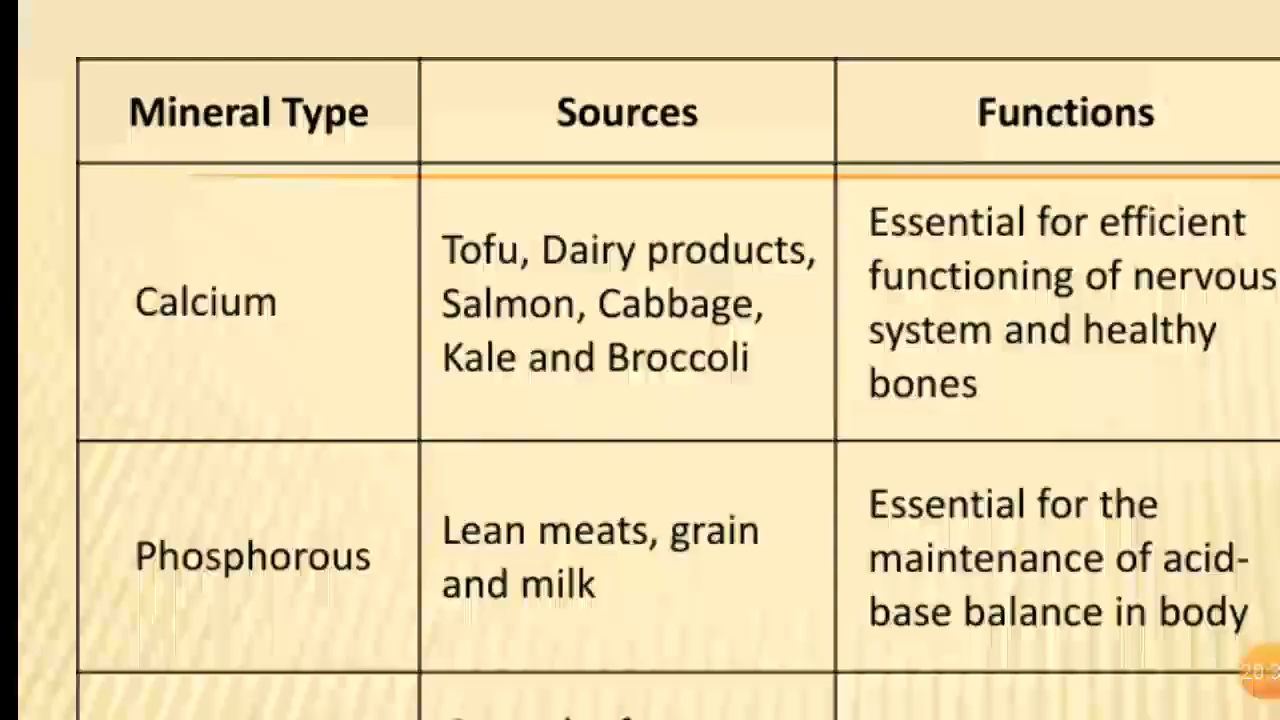 Mineral Type
Sources
Functions
Calcium
Tofu, Dairy products,
Salmon, Cabbage,
Kale and Broccoli
Essential for efficient
functioning of nervous
system and healthy
bones
Phosphorous
Lean meats, grain
and milk
Essential for the
maintenance of acid-
base balance in body